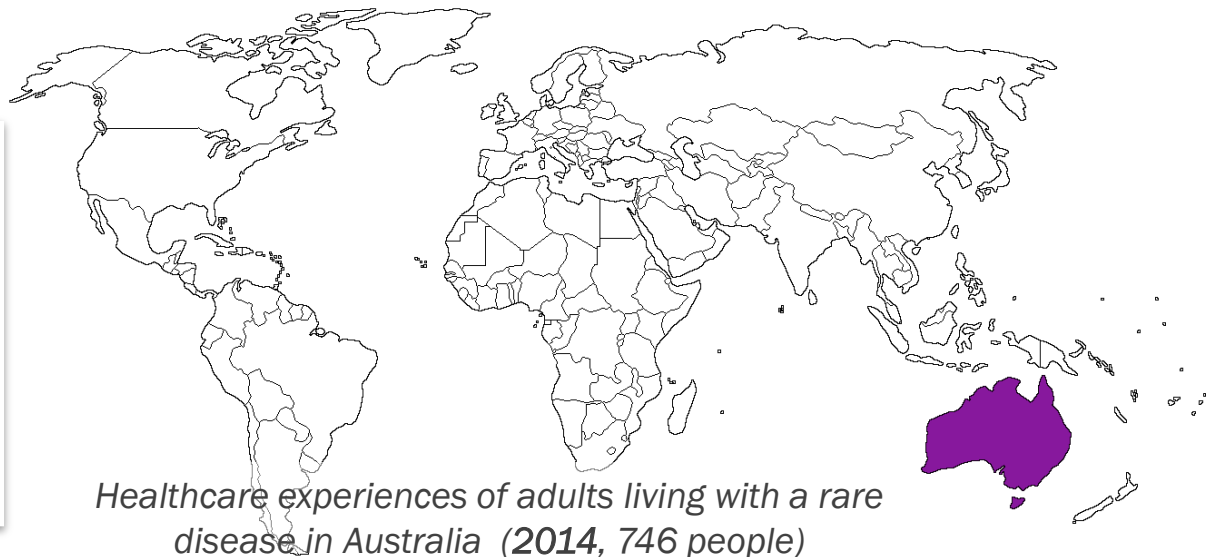 Healthcare experiences of adults living with a rare
disease in Australia (2014, 746 people)